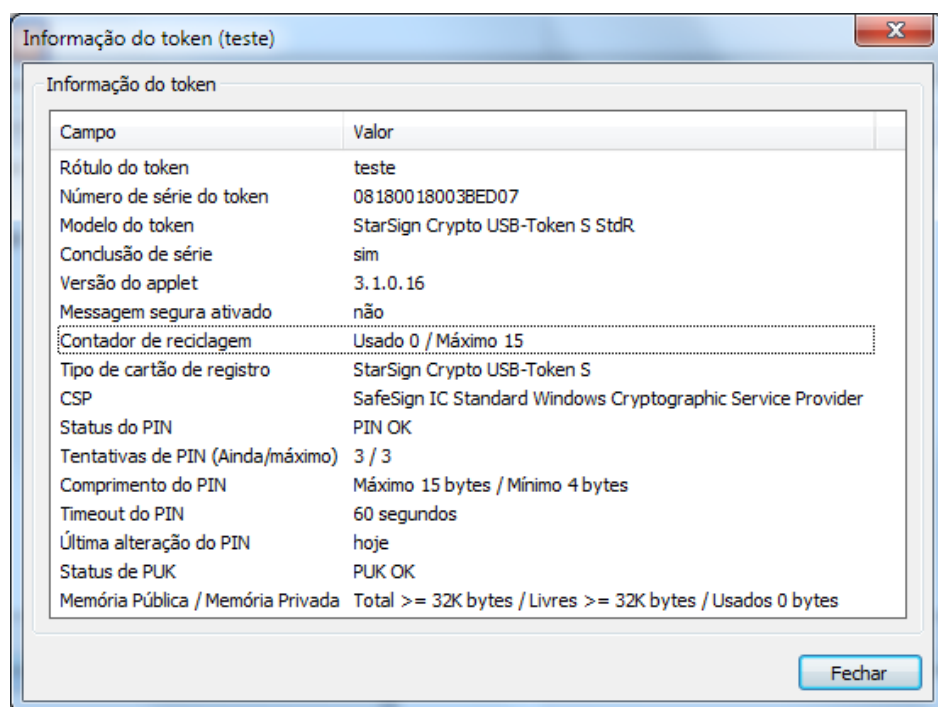 Informação do token (teste)
Informação do token
Campo Valor
Rótulo do token teste
Número de série do token 08180018003BED07
Modelo do token StarSign Crypto USB-Token S StdR
Conclusão de série sim
Versão do applet 3.1.0.16
Messagem segura ativado não
Contador de reciclagem Usado 0 / Máximo 15
Tipo de cartão de registro StarSign Crypto USB-Token S
CSP SafeSign IC Standard Windows Cryptographic Service Provider
Status do PIN PIN OK
Tentativas de PIN (Ainda/máximo) 3 / 3
Comprimento do PIN Máximo 15 bytes / Mínimo 4 bytes
Timeout do PIN 60 segundos
Última alteração do PIN hoje
Status de PUK PUK OK
Memória Pública / Memória Privada Total >= 32K bytes / Livres >= 32K bytes / Usados 0 bytes
Fechar